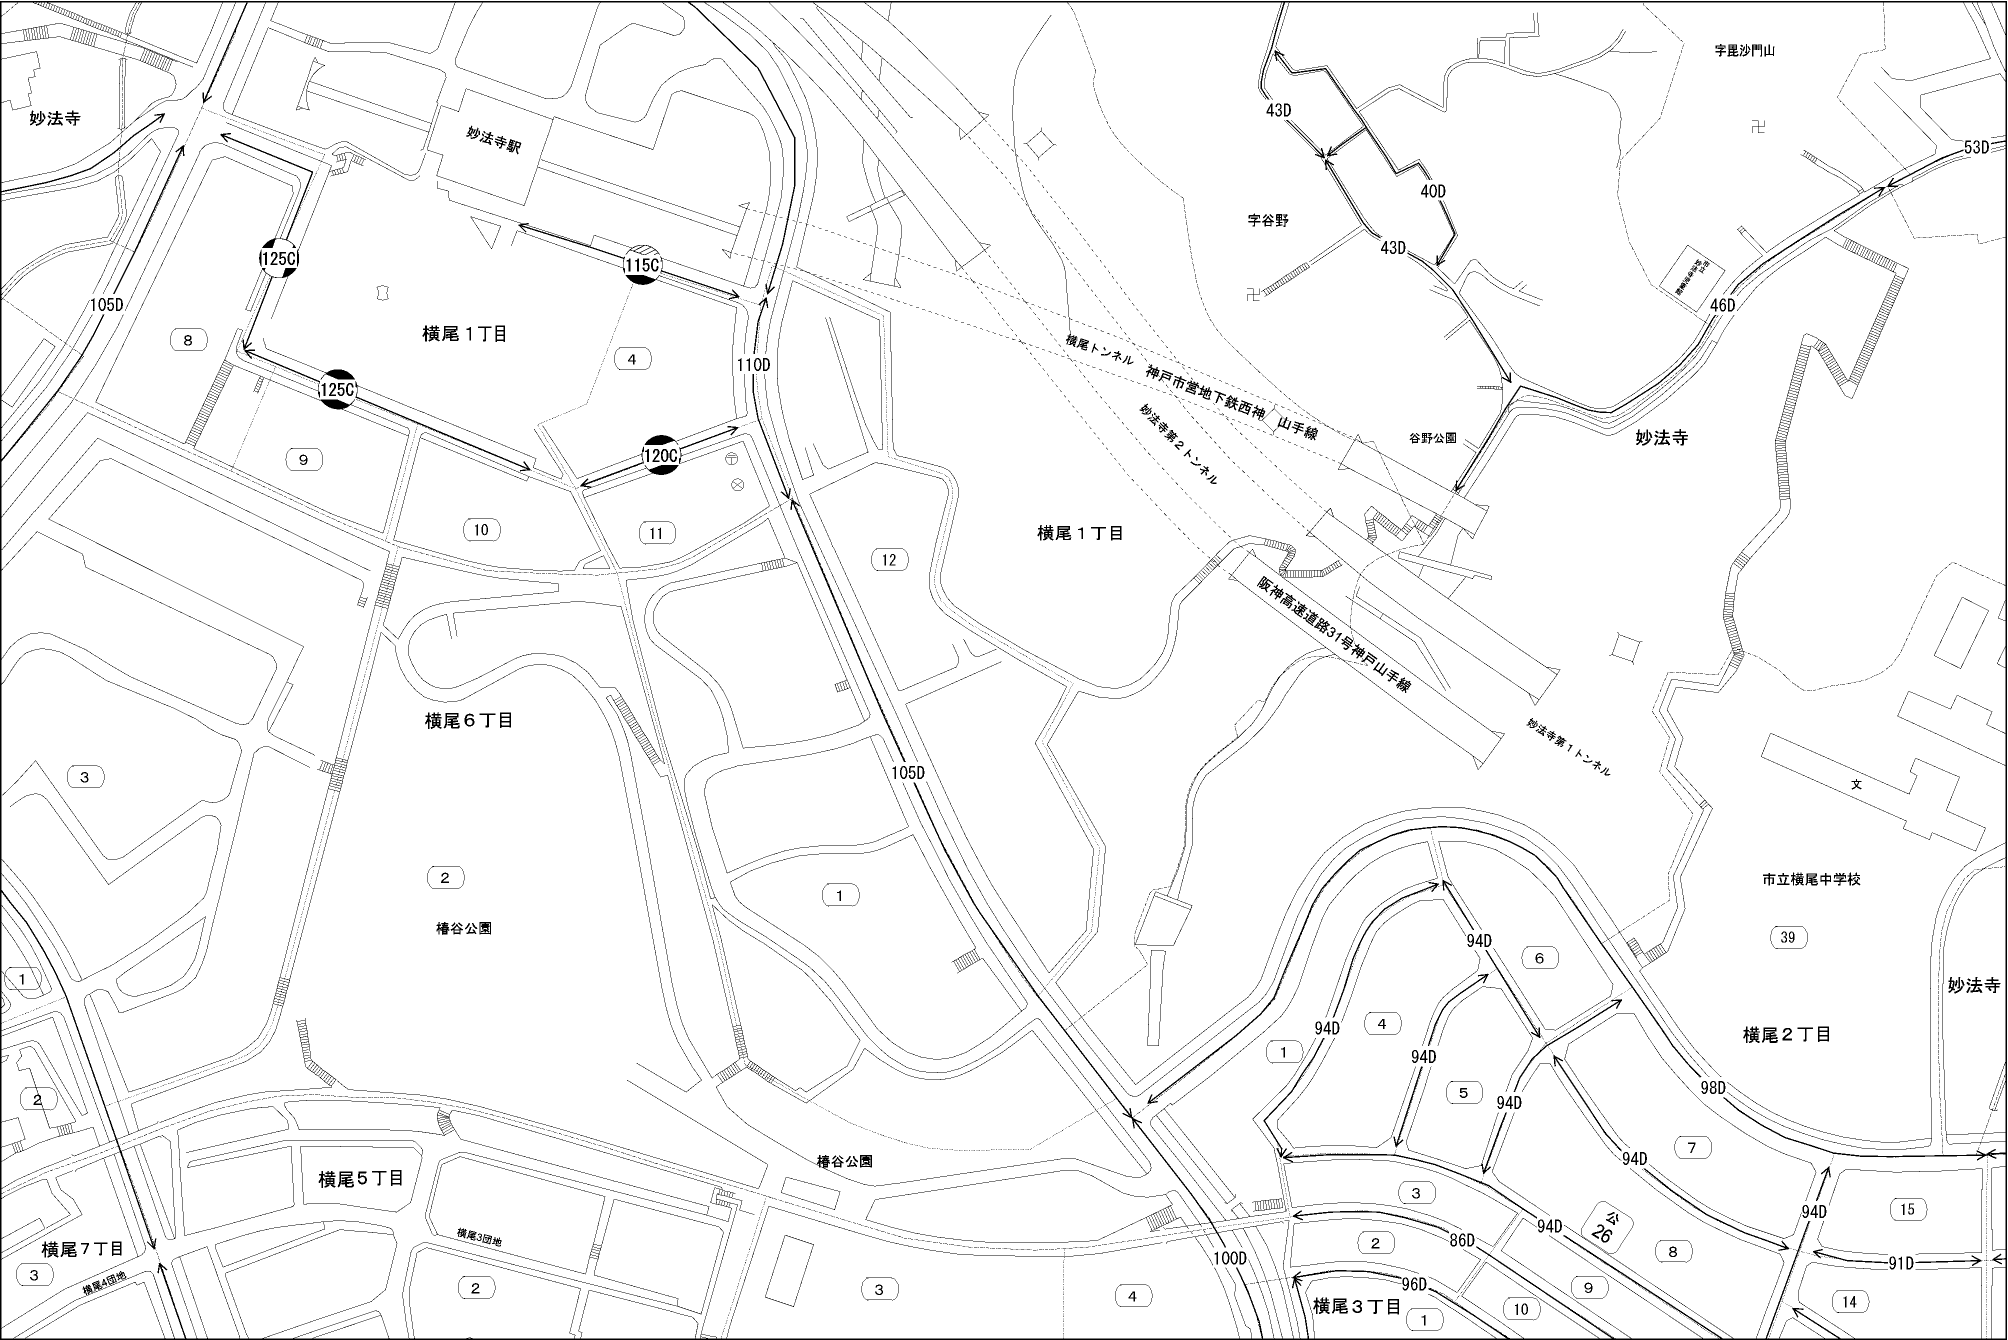 字毘沙門山
妙法寺
43D
妙法寺駅
53D
40D
字谷野
43D
125C
115C
105D
市立
46D
横尾1丁目
8
4
横尾トンネル
神戸市営地下鉄西神
山手線
110D
125C
妙法寺第2トンネル
谷野公園
妙法寺
120C
9
10
11
横尾1丁目
12
阪神高速道路31号神戸山手線
横尾6丁目
妙法寺第1トンネル
3
105D
文
2
市立横尾中学校
1
椿谷公園
39
94D
6
1
妙法寺
94D
4
横尾2丁目
1
94D
98D
2
5
94D
7
94D
椿谷公園
横尾5丁目
3
15
94D
公
26
94D
横尾3団地
86D
2
8
横尾7丁目
100D
91D
3
横尾4団地
2
3
4
96D
9
横尾3丁目
10
14
1